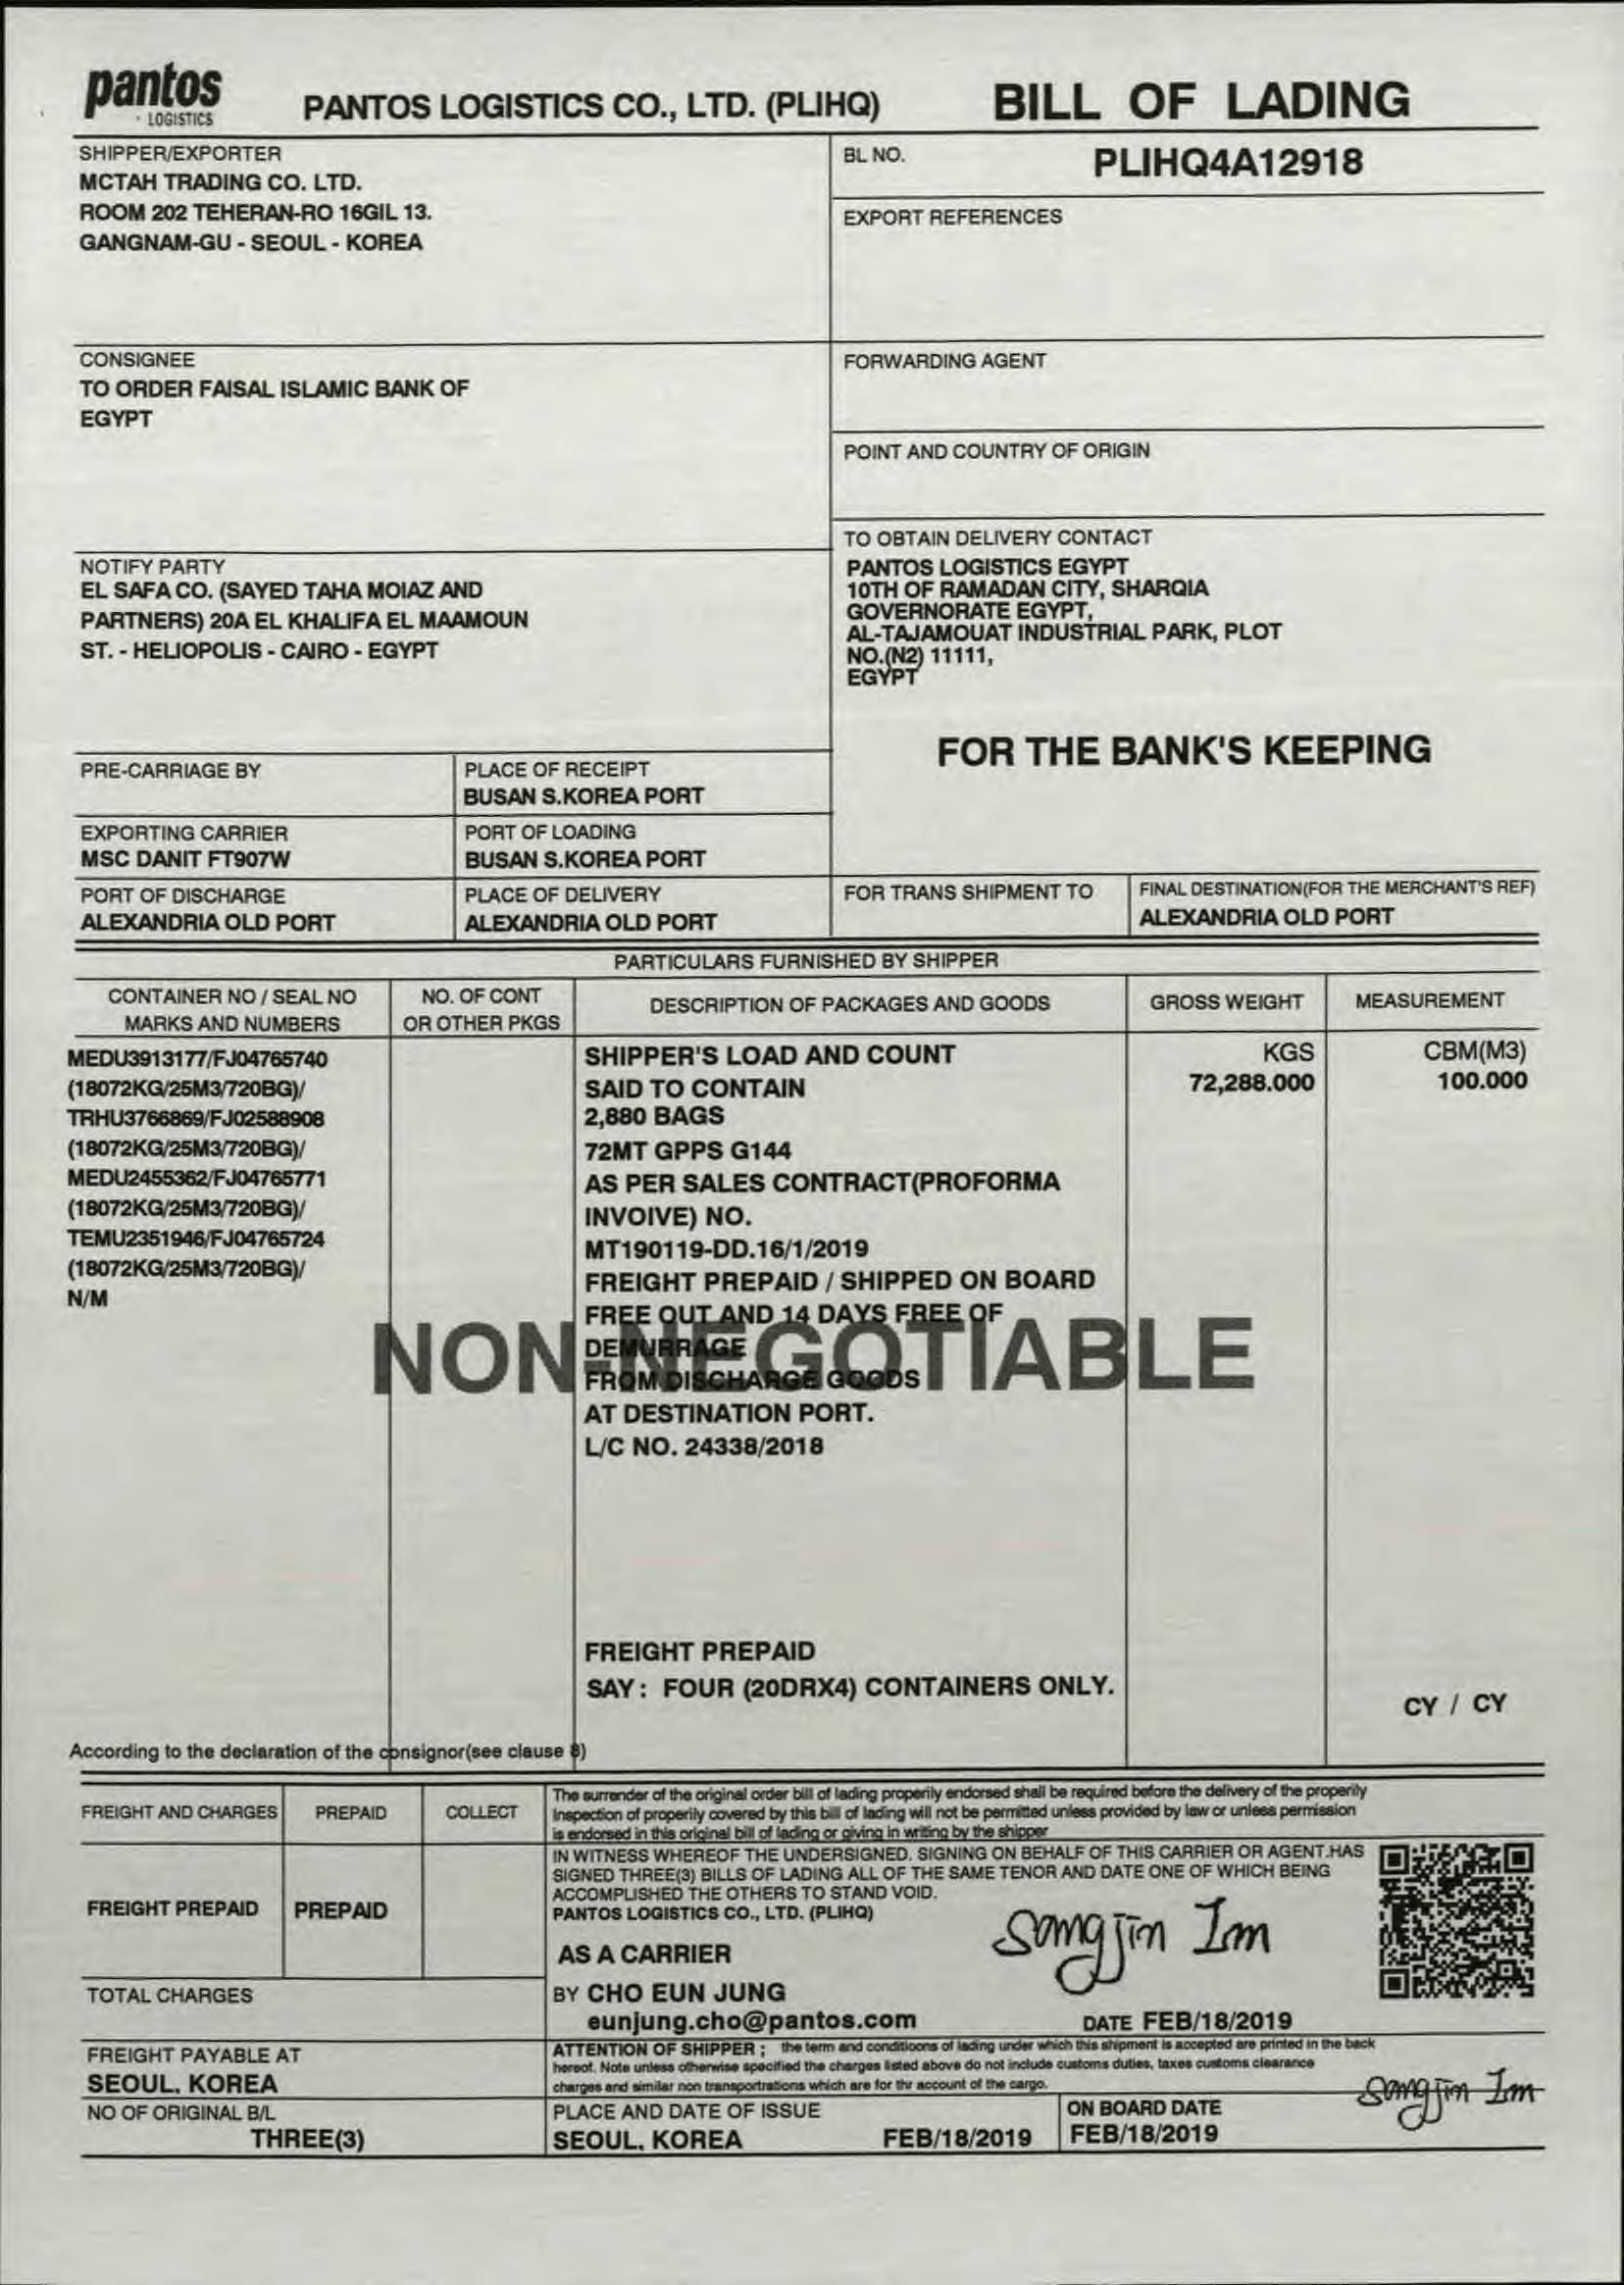 pantos
LOGISTICS
PANTOS LOGISTICS CO., LTD. (PLIHQ)
BILL OF LADING
SHIPPER/EXPORTER
MCTAH TRADING CO. LTD.
ROOM 202 TEHERAN-RO 16GIL 13.
GANGNAM-GU - SEOUL - KOREA
BL NO.
PLIHQ4A12918
EXPORT REFERENCES
CONSIGNEE
TO ORDER FAISAL ISLAMIC BANK OF
EGYPT
FORWARDING AGENT
POINT AND COUNTRY OF ORIGIN
NOTIFY PARTY
EL SAFA CO. (SAYED TAHA MOIAZ AND
PARTNERS) 20A EL KHALIFA EL MAAMOUN
ST. - HELIOPOLIS - CAIRO - EGYPT
TO OBTAIN DELIVERY CONTACT
PANTOS LOGISTICS EGYPT
10TH OF RAMADAN CITY, SHARQIA
GOVERNORATE EGYPT,
AL-TAJAMOUAT INDUSTRIAL PARK, PLOT
NO.(N2) 11111,
EGYPT
FOR THE BANK'S KEEPING
PRE-CARRIAGE BY
PLACE OF RECEIPT
BUSAN S.KOREA PORT
EXPORTING CARRIER
MSC DANIT FT907W
PORT OF LOADING
BUSAN S.KOREA PORT
PORT OF DISCHARGE
ALEXANDRIA OLD PORT
PLACE OF DELIVERY
ALEXANDRIA OLD PORT
FOR TRANS SHIPMENT TO
FINAL DESTINATION(FOR THE MERCHANT'S REF)
ALEXANDRIA OLD PORT
PARTICULARS FURNISHED BY SHIPPER
CONTAINER NO / SEAL NO
MARKS AND NUMBERS
NO. OF CONT
OR OTHER PKGS
DESCRIPTION OF PACKAGES AND GOODS
GROSS WEIGHT
MEASUREMENT
MEDU3913177/FJ04765740
(18072KG/25M3/720BG)/
TRHU3766869/FJ02588908
(18072KG/25M3/720BG)/
MEDU2455362/FJ04765771
(18072KG/25M3/720BG)/
TEMU2351946/FJ04765724
(18072KG/25M3/720BG)/
N/M
SHIPPER'S LOAD AND COUNT
SAID TO CONTAIN
2,880 BAGS
72MT GPPS G144
AS PER SALES CONTRACT(PROFORMA
INVOIVE) NO.
MT190119-DD.16/1/2019
FREIGHT PREPAID / SHIPPED ON BOARD
FREE OUT AND 14 DAYS FREE OF
DEMURRAGE
FROM DISCHARGE GOODS
AT DESTINATION PORT.
L/C NO. 24338/2018
KGS
72,288.000
CBM(M3)
100.000
NON-NEGOTIABLE
FREIGHT PREPAID
SAY : FOUR (20DRX4) CONTAINERS ONLY.
CY / CY
According to the declaration of the consignor(see clause 8)
FREIGHT AND CHARGES
PREPAID
COLLECT
The surrender of the original order bill of lading properily endorsed shall be required before the delivery of the properily
Inspection of properily covered by this bill of lading will not be permitted unless provided by law or unless permission
is endorsed in this original bill of lading or giving in writing by the shipper
FREIGHT PREPAID
PREPAID
IN WITNESS WHEREOF THE UNDERSIGNED. SIGNING ON BEHALF OF THIS CARRIER OR AGENT.HAS
SIGNED THREE(3) BILLS OF LADING ALL OF THE SAME TENOR AND DATE ONE OF WHICH BEING
ACCOMPLISHED THE OTHERS TO STAND VOID.
PANTOS LOGISTICS CO., LTD. (PLIHQ)
Songjin Im
AS A CARRIER
TOTAL CHARGES
BY CHO EUN JUNG
eunjung.cho@pantos.com
DATE FEB/18/2019
FREIGHT PAYABLE AT
SEOUL. KOREA
ATTENTION OF SHIPPER ; the term and conditioons of lading under which this shipment is accepted are printed in the back
hereof. Note unless otherwise specified the charges listed above do not include customs duties, taxes customs clearance
charges and similar non transportrations which are for thr account of the cargo.
Songjin Im
NO OF ORIGINAL B/L
THREE(3)
PLACE AND DATE OF ISSUE
SEOUL. KOREA FEB/18/2019
ON BOARD DATE
FEB/18/2019